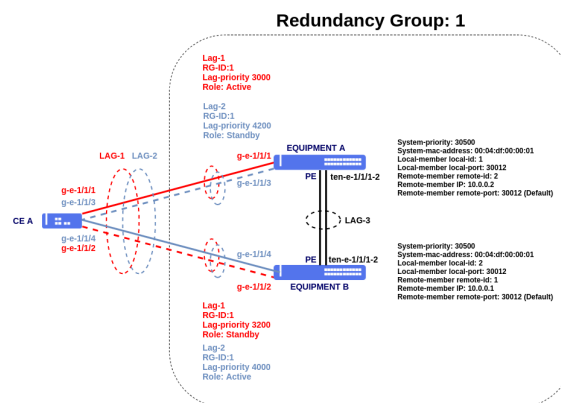 Redundancy Group: 1
Lag-1
RG-ID:1
Lag-priority 3000
Role: Active
Lag-2
RG-ID:1
Lag-priority 4200
Role: Standby
LAG-1 LAG-2
g-e-1/1/1
g-e-1/1/3
EQUIPMENT A
PE
ten-e-1/1/1-2
System-priority: 30500
System-mac-address: 00:04:df:00:00:01
Local-member local-id: 1
Local-member local-port: 30012
Remote-member remote-id: 2
Remote-member IP: 10.0.0.2
Remote-member remote-port: 30012 (Default)
g-e-1/1/1
g-e-1/1/3
CE A
g-e-1/1/4
g-e-1/1/2
LAG-3
g-e-1/1/4
g-e-1/1/2
PE
ten-e-1/1/1-2
EQUIPMENT B
System-priority: 30500
System-mac-address: 00:04:df:00:00:01
Local-member local-id: 2
Local-member local-port: 30012
Remote-member remote-id: 1
Remote-member IP: 10.0.0.1
Remote-member remote-port: 30012 (Default)
Lag-1
RG-ID:1
Lag-priority 3200
Role: Standby
Lag-2
RG-ID:1
Lag-priority 4000
Role: Active